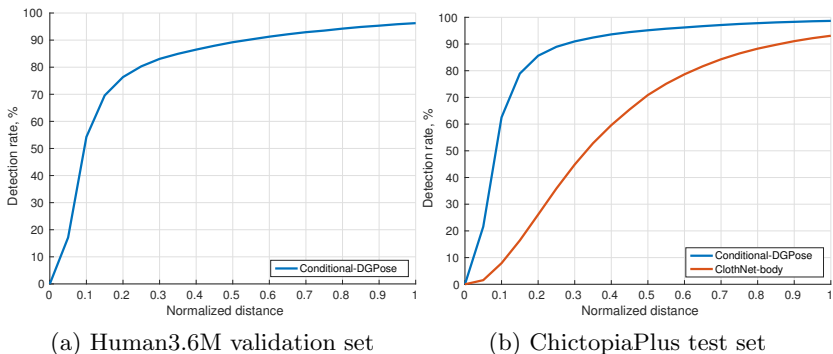 100
90
80
70
60
50
40
30
20
10
0
Detection rate, %
0 0.1 0.2 0.3 0.4 0.5 0.6 0.7 0.8 0.9 1
Normalized distance
Conditional-DGPose
(a) Human3.6M validation set
100
90
80
70
60
50
40
30
20
10
0
Detection rate, %
0 0.1 0.2 0.3 0.4 0.5 0.6 0.7 0.8 0.9 1
Normalized distance
Conditional-DGPose
ClothNet-body
(b) ChictopiaPlus test set